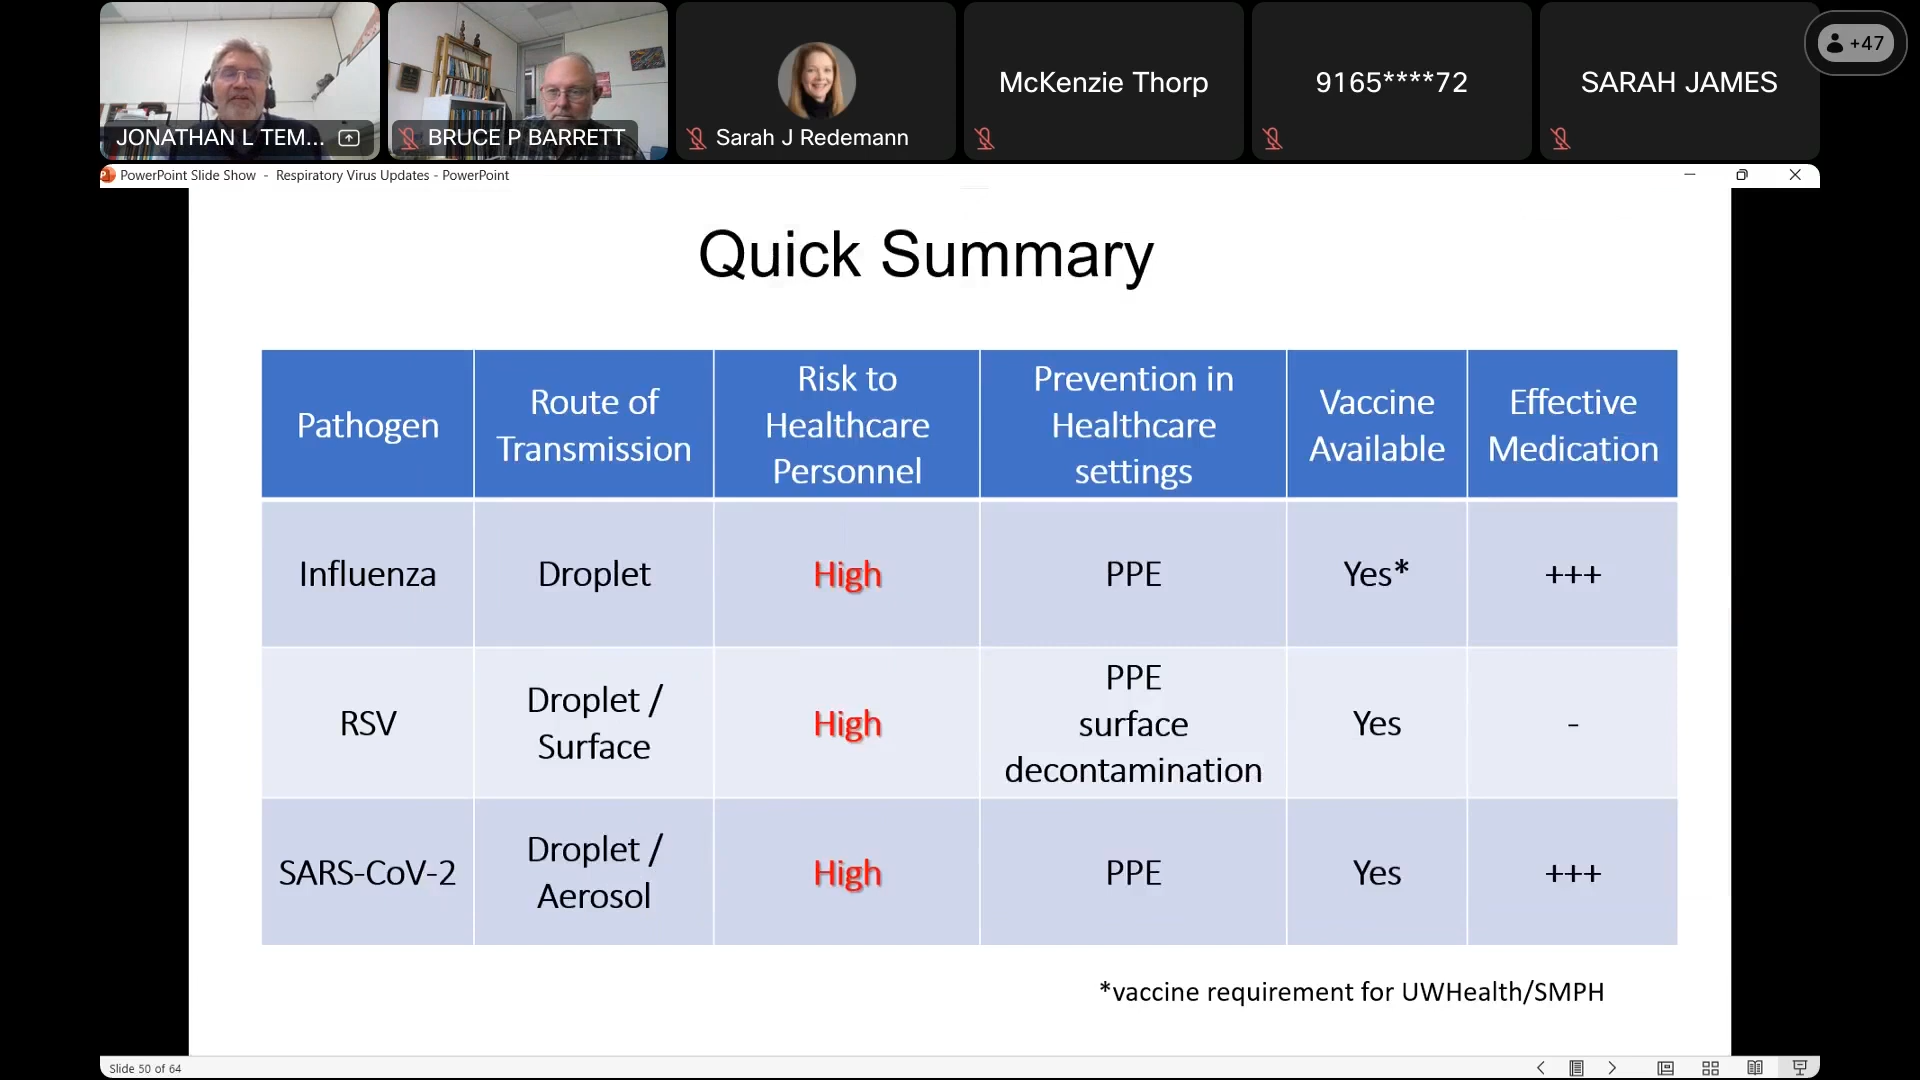 JONATHAN L TEM...
BRUCE P BARRETT
Sarah J Redemann
McKenzie Thorp
9165****72
SARAH JAMES
+47
PowerPoint Slide Show - Respiratory Virus Updates - PowerPoint
Quick Summary
Pathogen
Route of
Transmission
Risk to
Healthcare
Personnel
Prevention in
Healthcare
settings
Vaccine
Available
Effective
Medication
Influenza
Droplet
High
PPE
Yes*
+++
RSV
Droplet /
Surface
High
PPE
surface
decontamination
Yes
-
SARS-CoV-2
Droplet /
Aerosol
High
PPE
Yes
+++
*vaccine requirement for UWHealth/SMPH
Slide 50 of 64